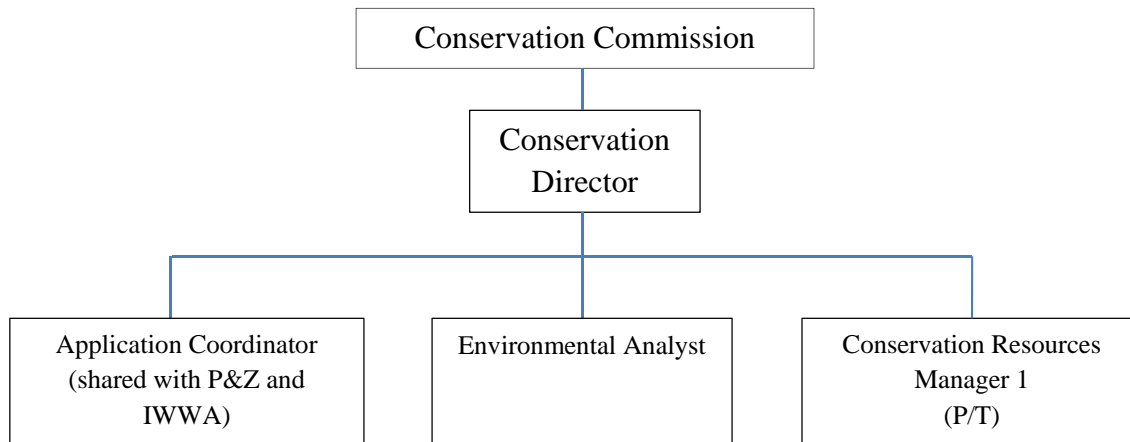 Conservation Commission
Conservation
Director
Application Coordinator
(shared with P&Z and
IWWA)
Environmental Analyst
Conservation Resources
Manager 1
(P/T)